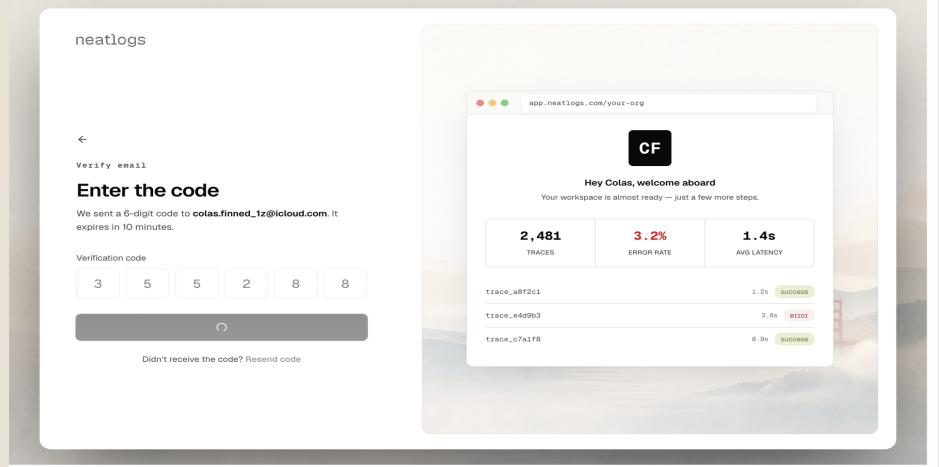 neatlogs
←
Verify email
Enter the code
We sent a 6-digit code to colas.finned_1z@icloud.com. It
expires in 10 minutes.
Verification code
3 5 5 2 8 8
Didn't receive the code? Resend code
app.neatlogs.com/your-org
CF
Hey Colas, welcome aboard
Your workspace is almost ready — just a few more steps.
2,481 3.2% 1.4s
TRACES ERROR RATE AVG LATENCY
trace_a8f2c1 1.2s success
trace_e4d9b3 3.8s error
trace_c7a1f8 0.9s success